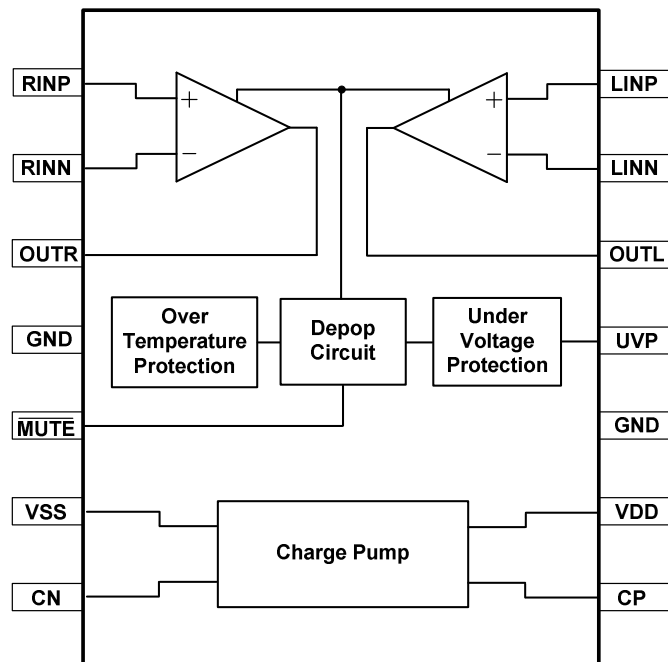 RINP
LINP
+
+
RINN
−
−
LINN
OUTR
OUTL
Over
Temperature
Protection
Depop
Circuit
Under
Voltage
Protection
GND
UVP
MUTE
GND
VSS
VDD
Charge Pump
CN
CP